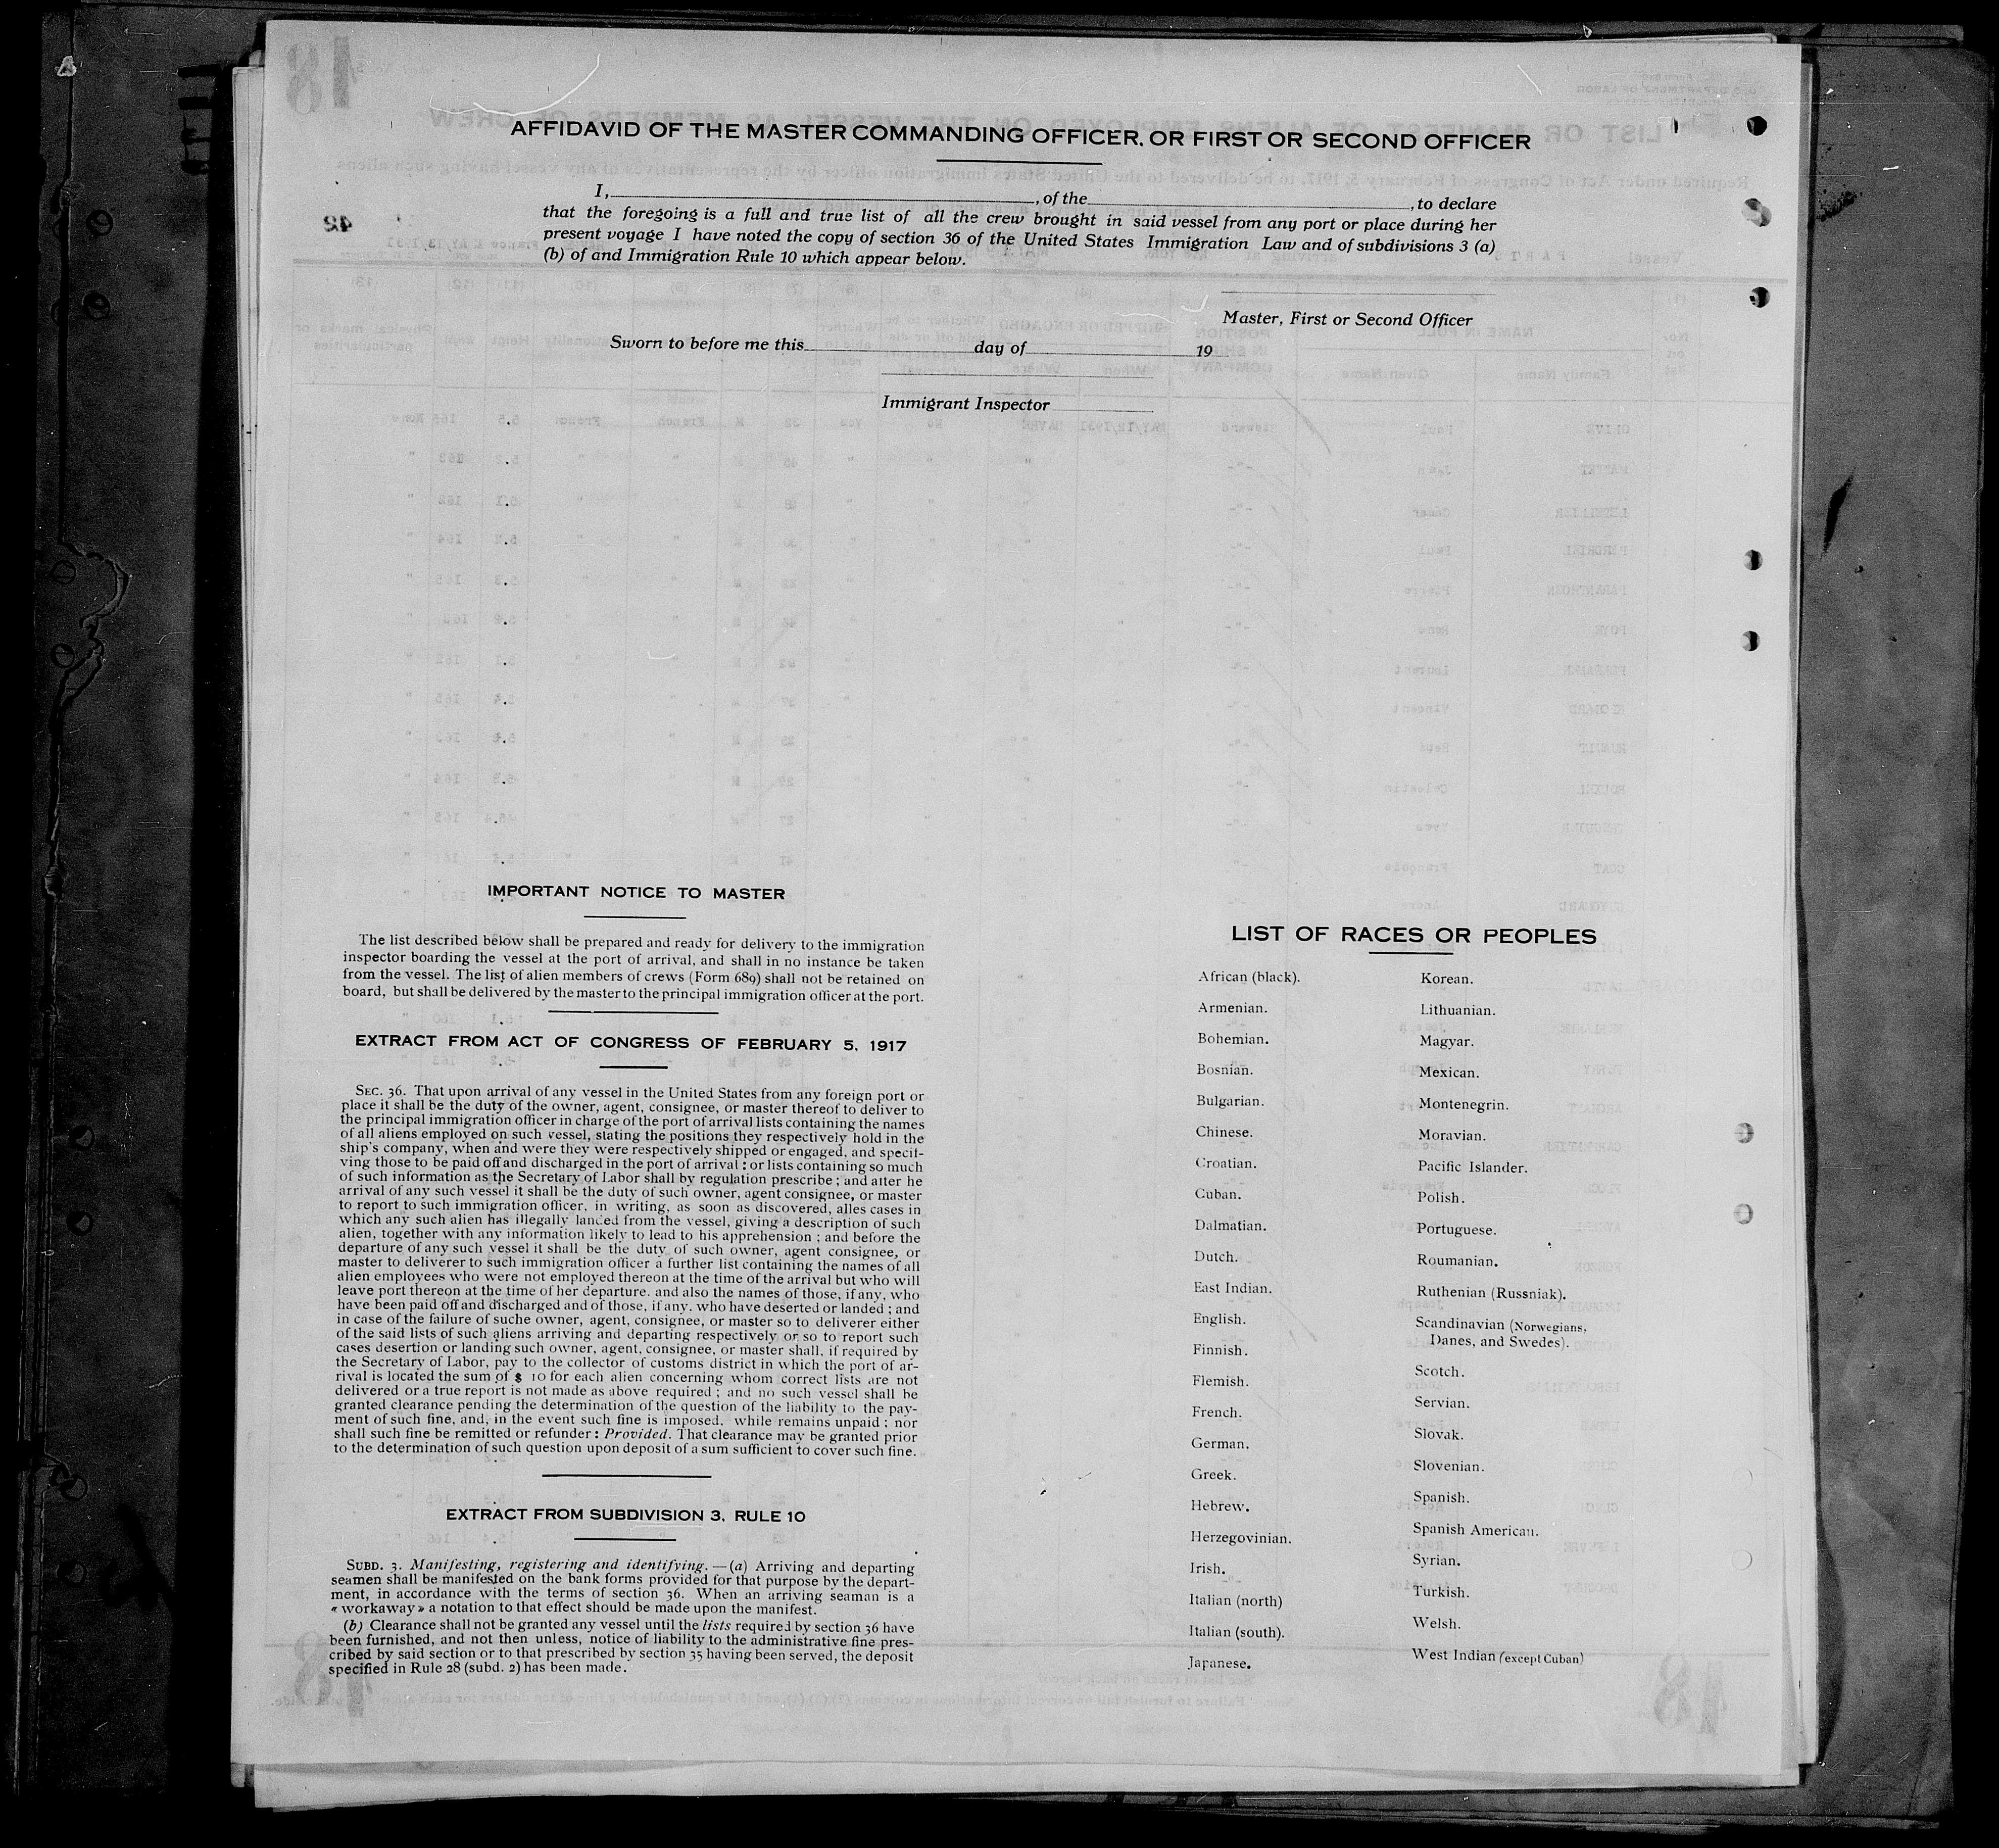 AFFIDAVID OF THE MASTER COMMANDING OFFICER. OR FIRST OR SECOND OFFICER
I, , of the , to declare
that the foregoing is a full and true list of all the crew brought in said vessel from any port or place during her
present voyage I have noted the copy of section 36 of the United States Immigration Law and of subdivisions 3 (a)
(b) of and Immigration Rule 10 which appear below.
Master, First or Second Officer
Sworn to before me this day of 19
Immigrant Inspector
IMPORTANT NOTICE TO MASTER
The list described below shall be prepared and ready for delivery to the immigration
inspector boarding the vessel at the port of arrival, and shall in no instance be taken
from the vessel. The list of alien members of crews (Form 689) shall not be retained on
board, but shall be delivered by the master to the principal immigration officer at the port.
EXTRACT FROM ACT OF CONGRESS OF FEBRUARY 5, 1917
SEC. 36. That upon arrival of any vessel in the United States from any foreign port or
place it shall be the duty of the owner, agent, consignee, or master thereof to deliver to
the principal immigration officer in charge of the port of arrival lists containing the names
of all aliens employed on such vessel, stating the positions they respectively hold in the
ship's company, when and were they were respectively shipped or engaged, and specif-
ving those to be paid off and discharged in the port of arrival ; or lists containing so much
of such information as the Secretary of Labor shall by regulation prescribe ; and alter he
arrival of any such vessel it shall be the duty of such owner, agent consignee, or master
to report to such immigration officer, in writing, as soon as discovered, alles cases in
which any such alien has illegally landed from the vessel, giving a description of such
alien, together with any information likely to lead to his apprehension ; and before the
departure of any such vessel it shall be the duty of such owner, agent consignee, or
master to deliverer to such immigration officer a further list containing the names of all
alien employees who were not employed thereon at the time of the arrival but who will
leave port thereon at the time of her departure. and also the names of those, if any, who
have been paid off and discharged and of those, if any. who have deserted or landed ; and
in case of the failure of suche owner, agent, consignee, or master so to deliverer either
of the said lists of such aliens arriving and departing respectively or so to report such
cases desertion or landing such owner, agent, consignee, or master shall, if required by
the Secretary of Labor, pay to the collector of customs district in which the port of ar-
rival is located the sum of $ 10 for each alien concerning whom correct lists are not
delivered or a true report is not made as above required ; and no such vessel shall be
granted clearance pending the determination of the question of the liability to the pay-
ment of such fine, and, in the event such fine is imposed. while remains unpaid ; nor
shall such fine be remitted or refunder : Provided. That clearance may be granted prior
to the determination of such question upon deposit of a sum sufficient to cover such fine.
EXTRACT FROM SUBDIVISION 3. RULE 10
SUBD. 3. Manifesting, registering and identifying. — (a) Arriving and departing
seamen shall be manifested on the bank forms provided for that purpose by the depart-
ment, in accordance with the terms of section 36. When an arriving seaman is a
« workaway » a notation to that effect should be made upon the manifest.
(b) Clearance shall not be granted any vessel until the lists required by section 36 have
been furnished, and not then unless, notice of liability to the administrative fine pres-
cribed by said section or to that prescribed by section 35 having been served, the deposit
specified in Rule 28 (subd. 2) has been made.
LIST OF RACES OR PEOPLES
African (black).
Armenian.
Bohemian.
Bosnian.
Bulgarian.
Chinese.
Croatian.
Cuban.
Dalmatian.
Dutch.
East Indian.
English.
Finnish.
Flemish.
French.
German.
Greek.
Hebrew.
Herzegovinian.
Irish.
Italian (north)
Italian (south).
Japanese.
Korean.
Lithuanian.
Magyar.
Mexican.
Montenegrin.
Moravian.
Pacific Islander.
Polish.
Portuguese.
Roumanian.
Ruthenian (Russniak).
Scandinavian (Norwegians,
Danes, and Swedes).
Scotch.
Servian.
Slovak.
Slovenian.
Spanish.
Spanish American.
Syrian.
Turkish.
Welsh.
West Indian (except Cuban)